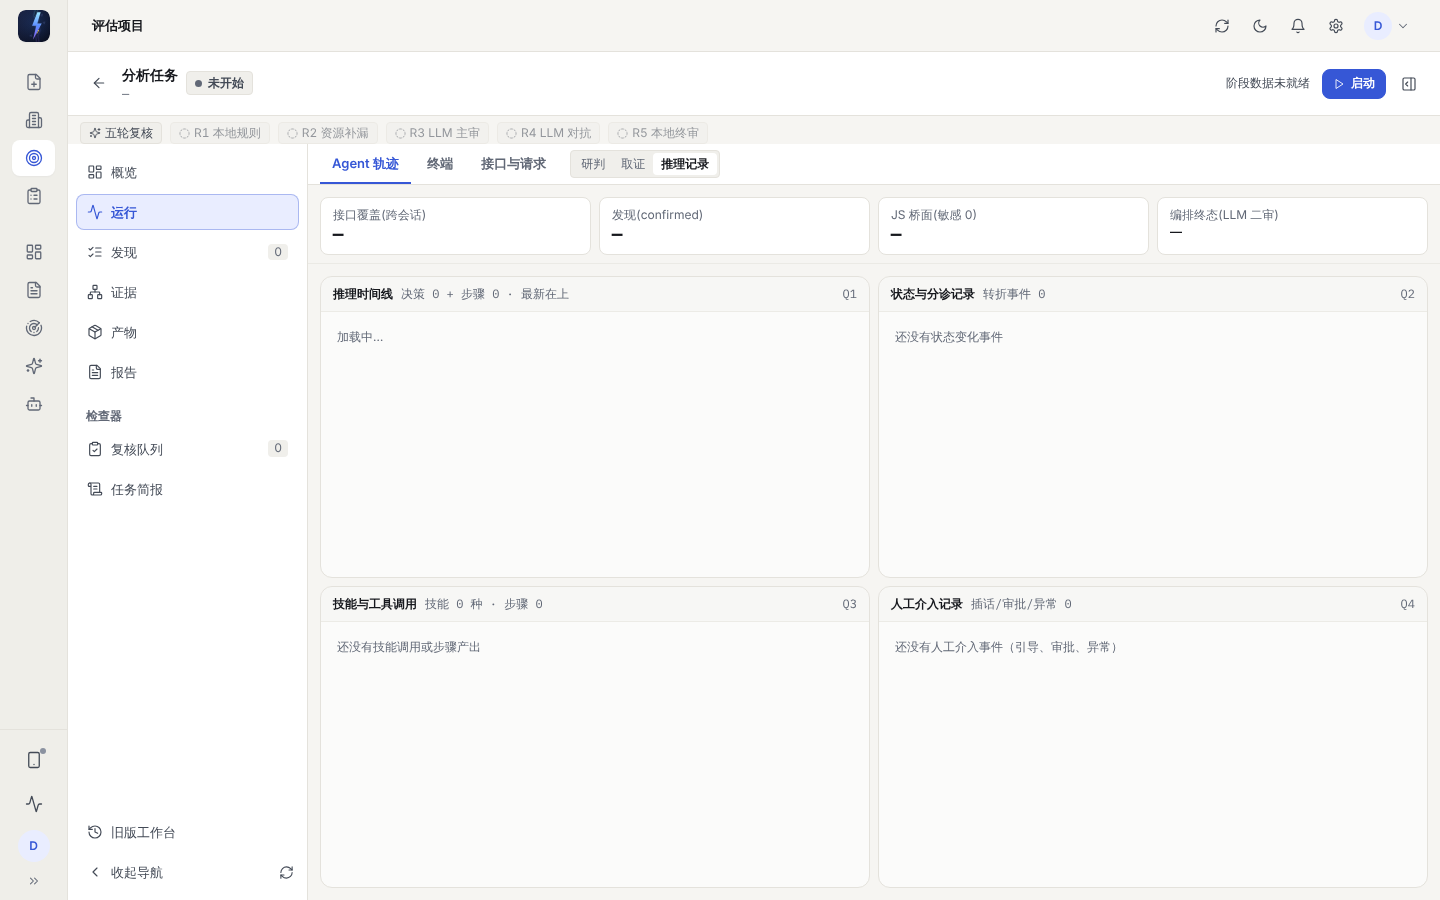 评估项目
D
分析任务
—
未开始
阶段数据未就绪
启动
五轮复核
R1 本地规则
R2 资源补漏
R3 LLM 主审
R4 LLM 对抗
R5 本地终审
概览
运行
发现
0
证据
产物
报告
检查器
复核队列
0
任务简报
旧版工作台
收起导航
D
Agent 轨迹
终端
接口与请求
研判
取证
推理记录
接口覆盖(跨会话)
—
发现(confirmed)
—
JS 桥面(敏感 0)
—
编排终态(LLM 二审)
—
推理时间线 决策 0 + 步骤 0 · 最新在上 Q1
加载中...
状态与分诊记录 转折事件 0 Q2
还没有状态变化事件
技能与工具调用 技能 0 种 · 步骤 0 Q3
还没有技能调用或步骤产出
人工介入记录 插话/审批/异常 0 Q4
还没有人工介入事件（引导、审批、异常）